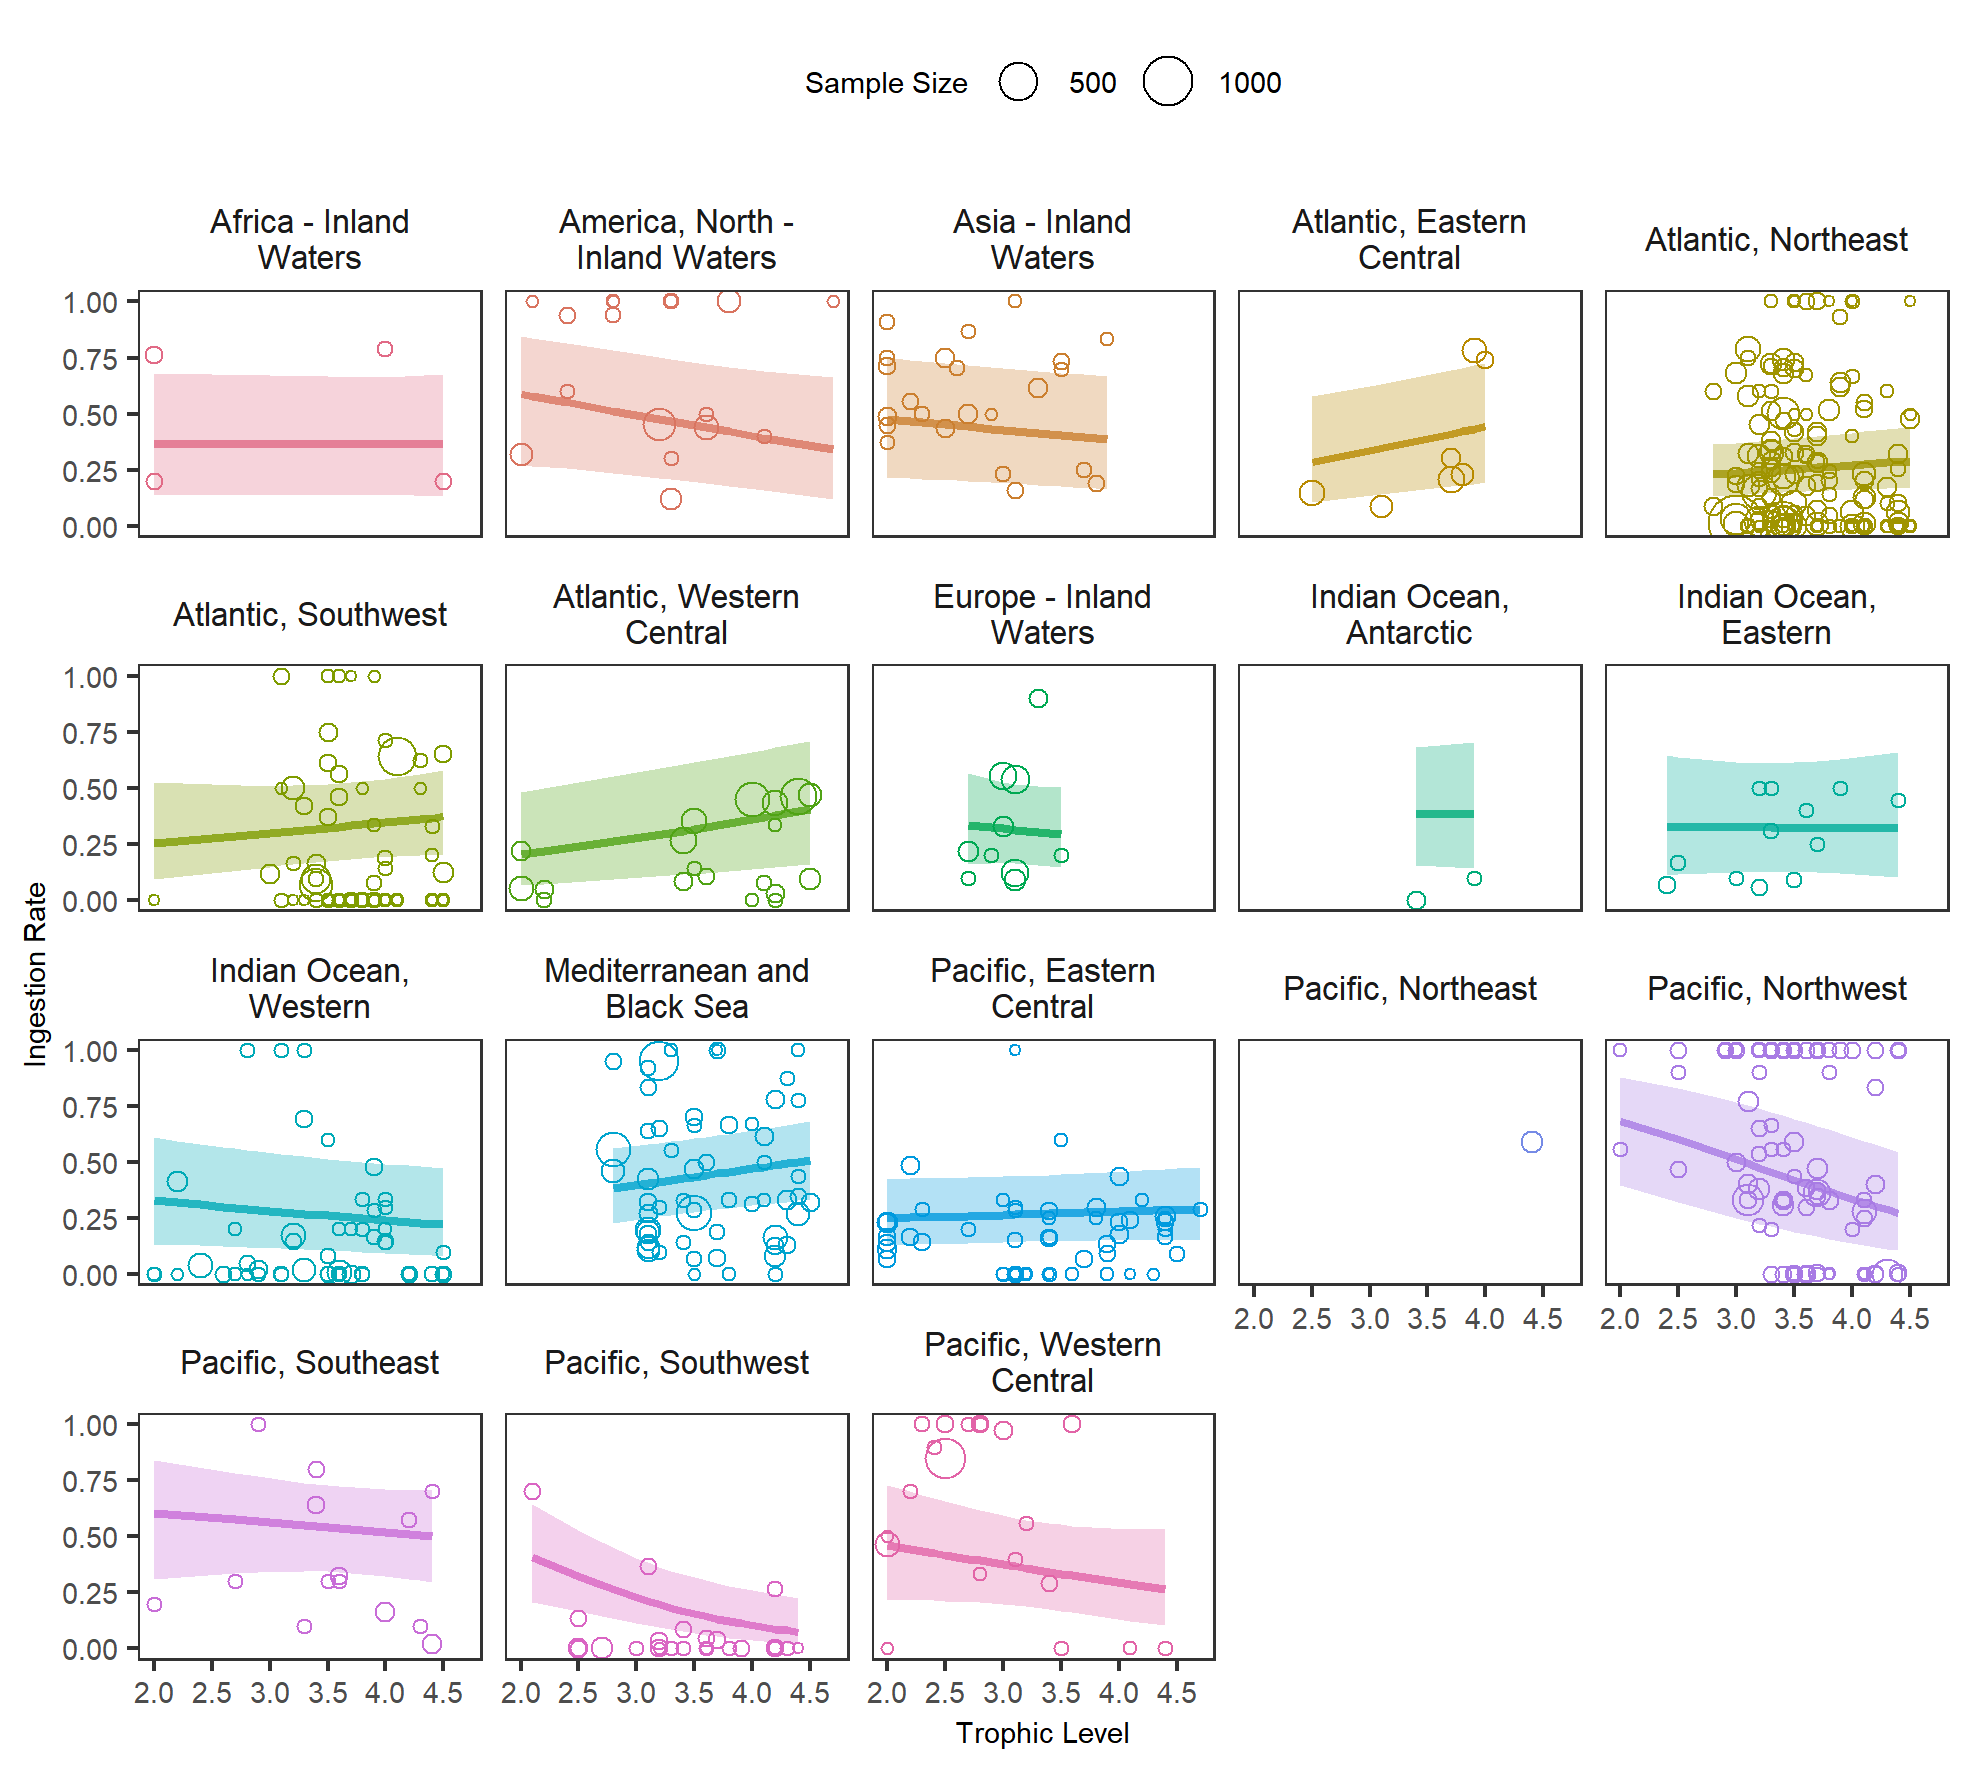 Sample Size 500 1000
Africa - Inland Waters
America, North - Inland Waters
Asia - Inland Waters
Atlantic, Eastern Central
Atlantic, Northeast
1.00
0.75
0.50
0.25
0.00
Atlantic, Southwest
Atlantic, Western Central
Europe - Inland Waters
Indian Ocean, Antarctic
Indian Ocean, Eastern
1.00
0.75
0.50
0.25
0.00
Ingestion Rate
Indian Ocean, Western
Mediterranean and Black Sea
Pacific, Eastern Central
Pacific, Northeast
Pacific, Northwest
1.00
0.75
0.50
0.25
0.00
2.0 2.5 3.0 3.5 4.0 4.5
2.0 2.5 3.0 3.5 4.0 4.5
Pacific, Southeast
Pacific, Southwest
Pacific, Western Central
1.00
0.75
0.50
0.25
0.00
2.0 2.5 3.0 3.5 4.0 4.5
2.0 2.5 3.0 3.5 4.0 4.5
2.0 2.5 3.0 3.5 4.0 4.5
Trophic Level